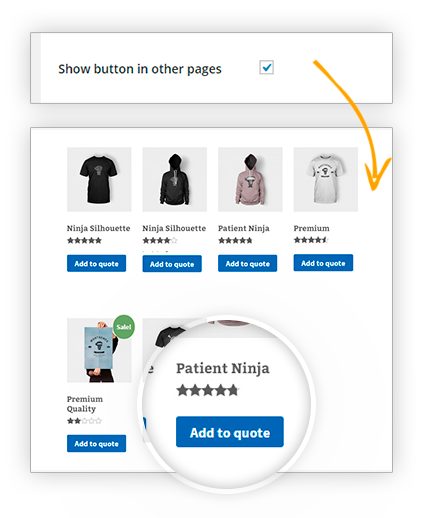 Show button in other pages
Ninja Silhouette Ninja Silhouette Patient Ninja Premium
Add to quote Add to quote Add to quote Add to quote
Sale!
Premium
Quality
Add to quote
Patient Ninja
Add to quote